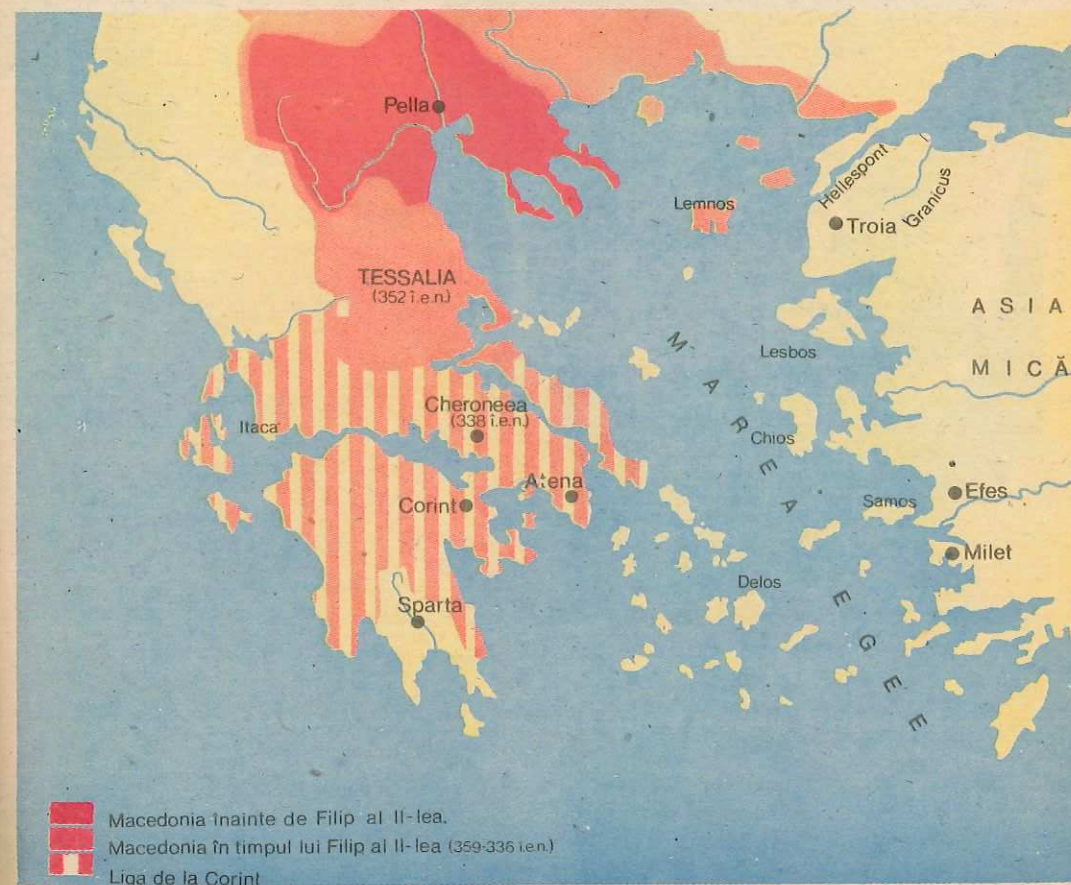 Pella
Hellespont
Granicus
Lemnos
Troia
TESSALIA
(352 î.e.n.)
ASIA
MICĂ
Lesbos
MAREA EGEE
Cheroneea
(338 î.e.n.)
Itaca
Chios
Atena
Corint
Samos
Efes
Milet
Delos
Sparta
Macedonia înainte de Filip al II-lea.
Macedonia în timpul lui Filip al II-lea (359-336 î.e.n.)
Liga de la Corint